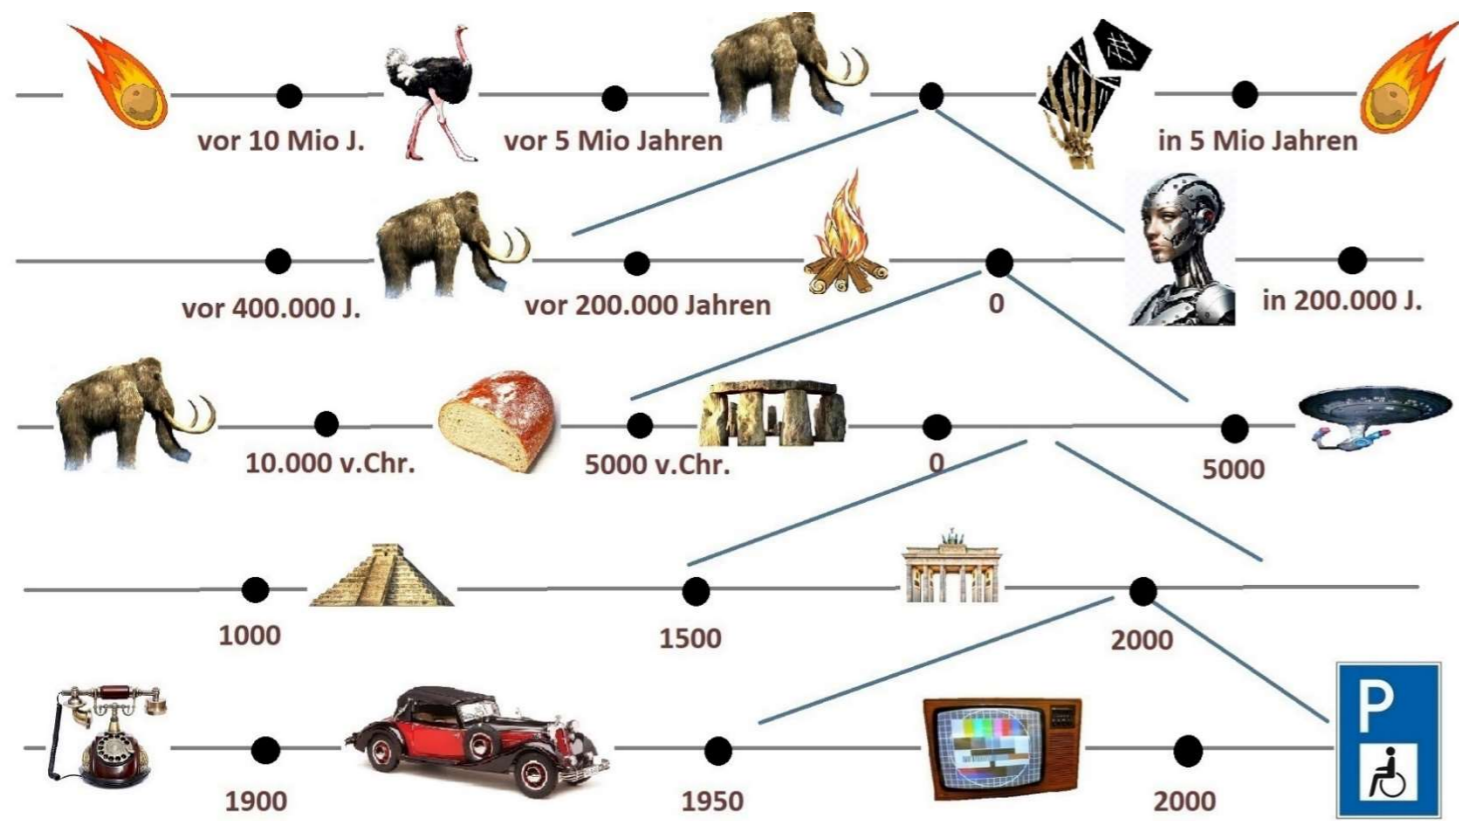 vor 10 Mio J.
vor 5 Mio Jahren
in 5 Mio Jahren
vor 400.000 J.
vor 200.000 Jahren
0
in 200.000 J.
10.000 v.Chr.
5000 v.Chr.
0
5000
1000
1500
2000
1900
1950
2000
P